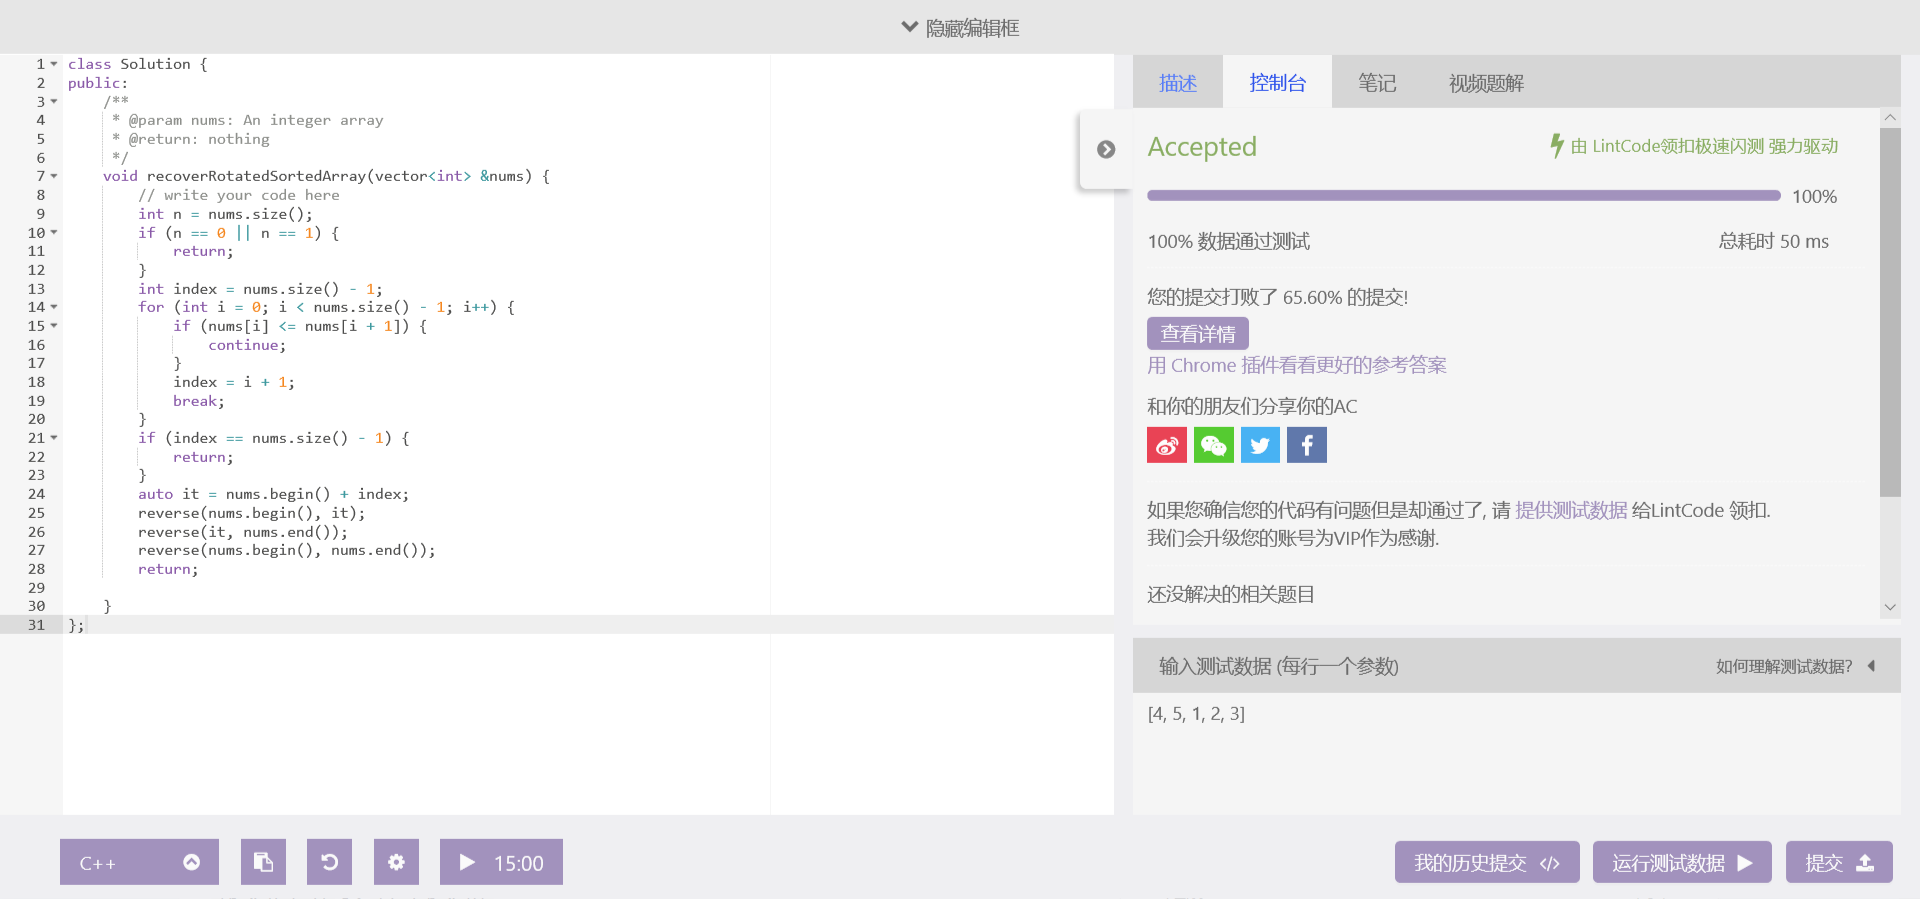 隐藏编辑框
1 class Solution {
2 public:
3 /**
4 * @param nums: An integer array
5 * @return: nothing
6 */
7 void recoverRotatedSortedArray(vector<int> &nums) {
8 // write your code here
9 int n = nums.size();
10 if (n == 0 || n == 1) {
11 return;
12 }
13 int index = nums.size() - 1;
14 for (int i = 0; i < nums.size() - 1; i++) {
15 if (nums[i] <= nums[i + 1]) {
16 continue;
17 }
18 index = i + 1;
19 break;
20 }
21 if (index == nums.size() - 1) {
22 return;
23 }
24 auto it = nums.begin() + index;
25 reverse(nums.begin(), it);
26 reverse(it, nums.end());
27 reverse(nums.begin(), nums.end());
28 return;
29
30 }
31 };
描述 控制台 笔记 视频题解
Accepted 由 LintCode领扣极速闪测 强力驱动
100%
100% 数据通过测试 总耗时 50 ms
您的提交打败了 65.60% 的提交!
查看详情
用 Chrome 插件看看更好的参考答案
和你的朋友们分享你的AC
如果您确信您的代码有问题但是却通过了, 请 提供测试数据 给LintCode 领扣.
我们会升级您的账号为VIP作为感谢.
还没解决的相关题目
输入测试数据 (每行一个参数) 如何理解测试数据?
[4, 5, 1, 2, 3]
C++ 15:00 我的历史提交 </> 运行测试数据 提交